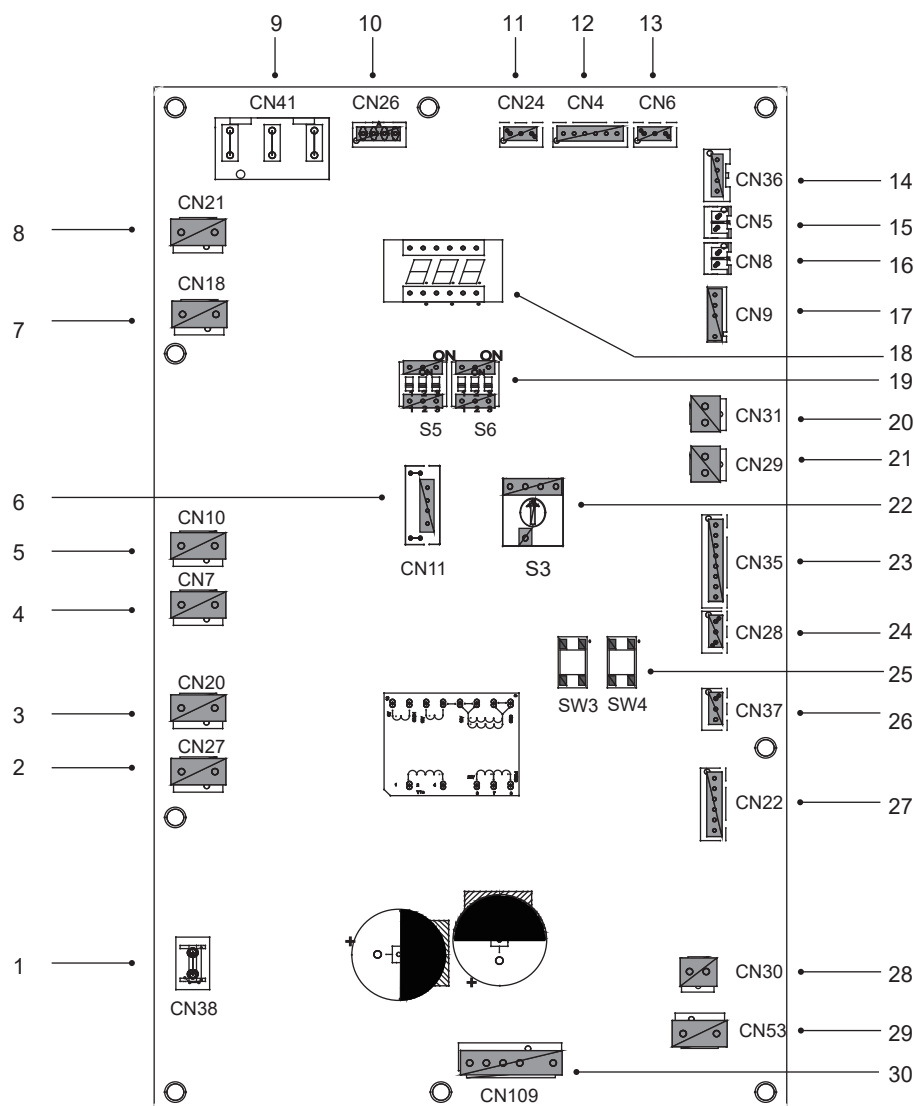 9 10 11 12 13
CN41 CN26 CN24 CN4 CN6
CN36 14
CN21 CN5 15
8
CN8 16
CN18 CN9 17
7
18
ON ON
19
ON ON
1 2 3 1 2 3
S5 S6
CN31 20
CN29 21
6
22
CN10
5
CN11 S3 CN35 23
CN7
4
CN28 24
25
CN20 SW3 SW4
3 CN37 26
CN27
2
CN22 27
1
CN30 28
CN38
CN53 29
30
CN109
+
+